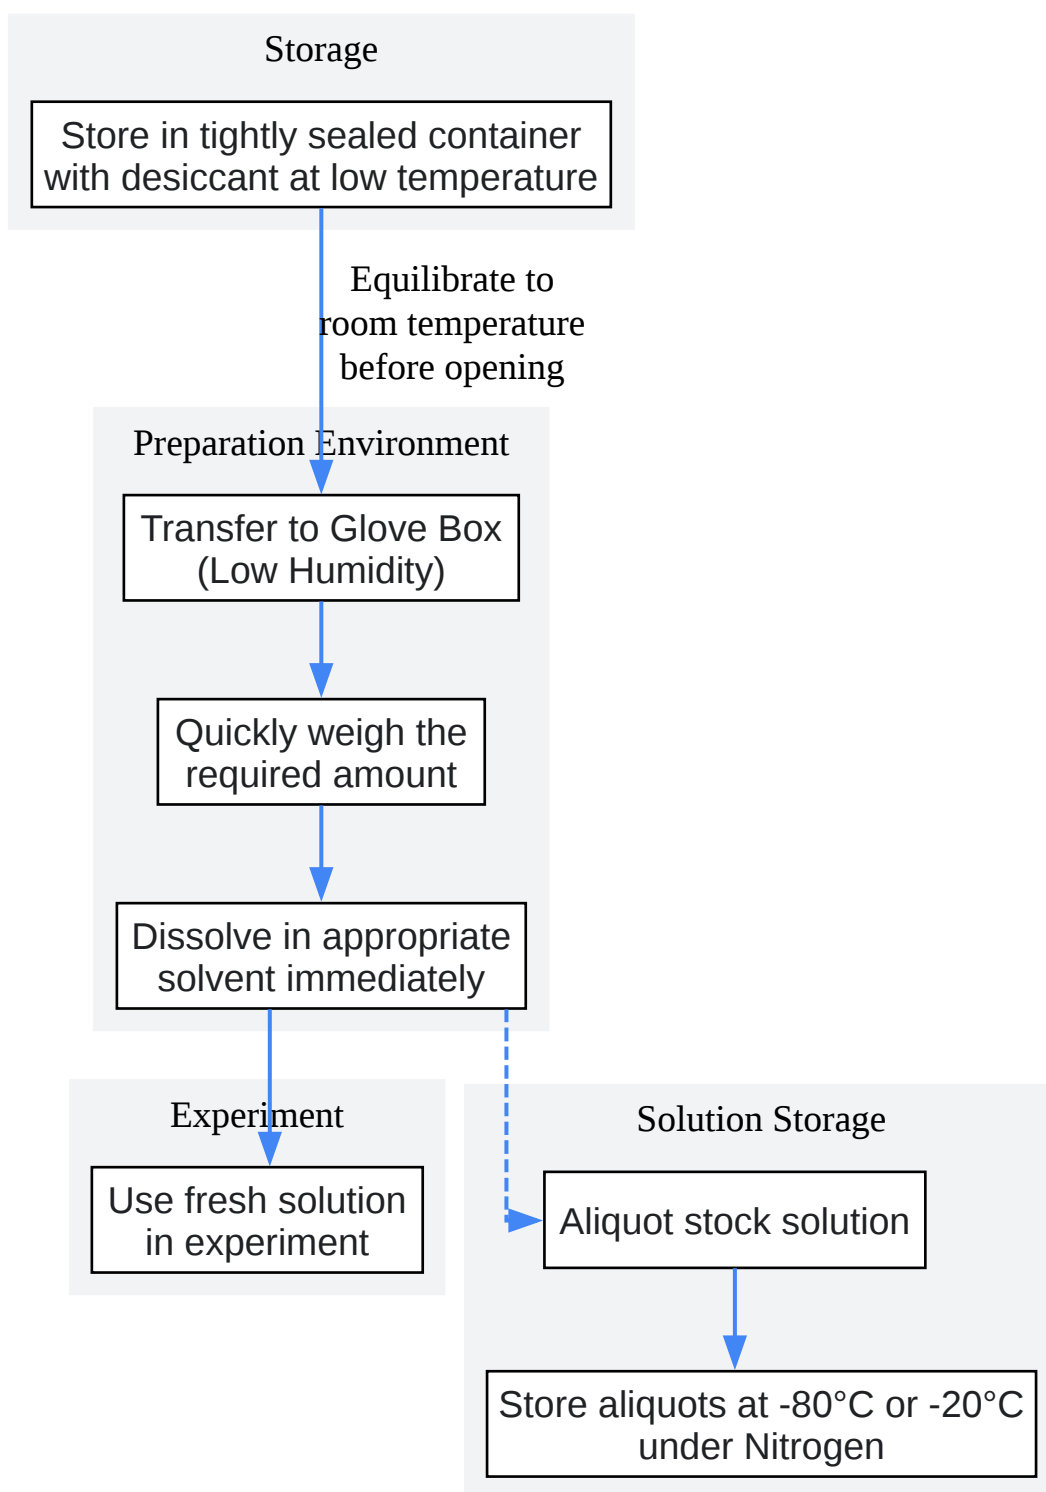 Storage
Store in tightly sealed container
with desiccant at low temperature
Equilibrate to
room temperature
before opening
Preparation Environment
Transfer to Glove Box
(Low Humidity)
Quickly weigh the
required amount
Dissolve in appropriate
solvent immediately
Experiment
Use fresh solution
in experiment
Solution Storage
Aliquot stock solution
Store aliquots at -80°C or -20°C
under Nitrogen